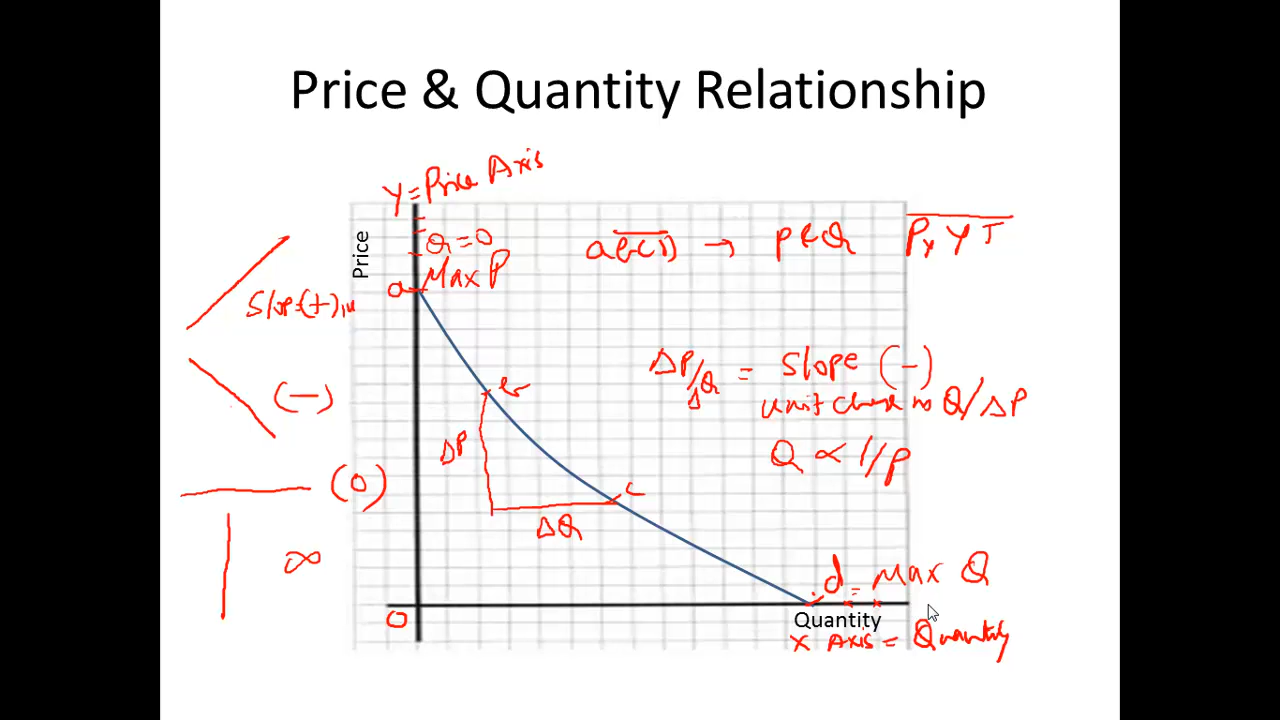 Price & Quantity Relationship
Y = Price Axis
Price
Q = 0
Max P
a
abcd → P & Q
Px Y T
Slope (+)
(-)
(0)
∞
b
ΔP
c
ΔQ
ΔP/ΔQ = Slope (-)
unit change in Q/ΔP
Q ∝ 1/P
d = Max Q
0
Quantity
X Axis = Quantity